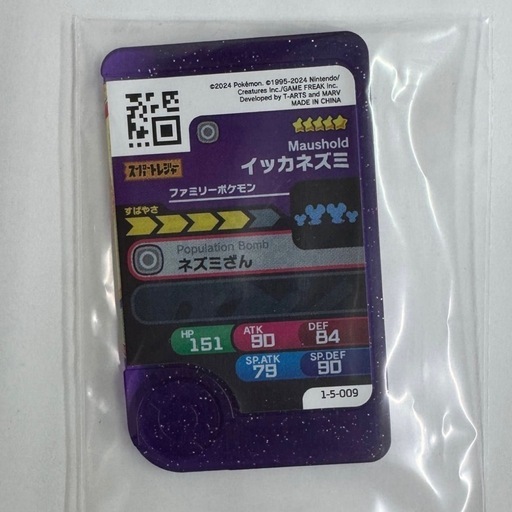 ©2024 Pokémon. ©1995-2024 Nintendo/
Creatures Inc./GAME FREAK Inc.
Developed by T-ARTS and MARV
MADE IN CHINA
Maushold
イッカネズミ
スーパートレジャー
ファミリーポケモン
すばやさ
Population Bomb
ネズミざん
HP 151
ATK 90
DEF 84
SP.ATK 79
SP.DEF 90
1-5-009